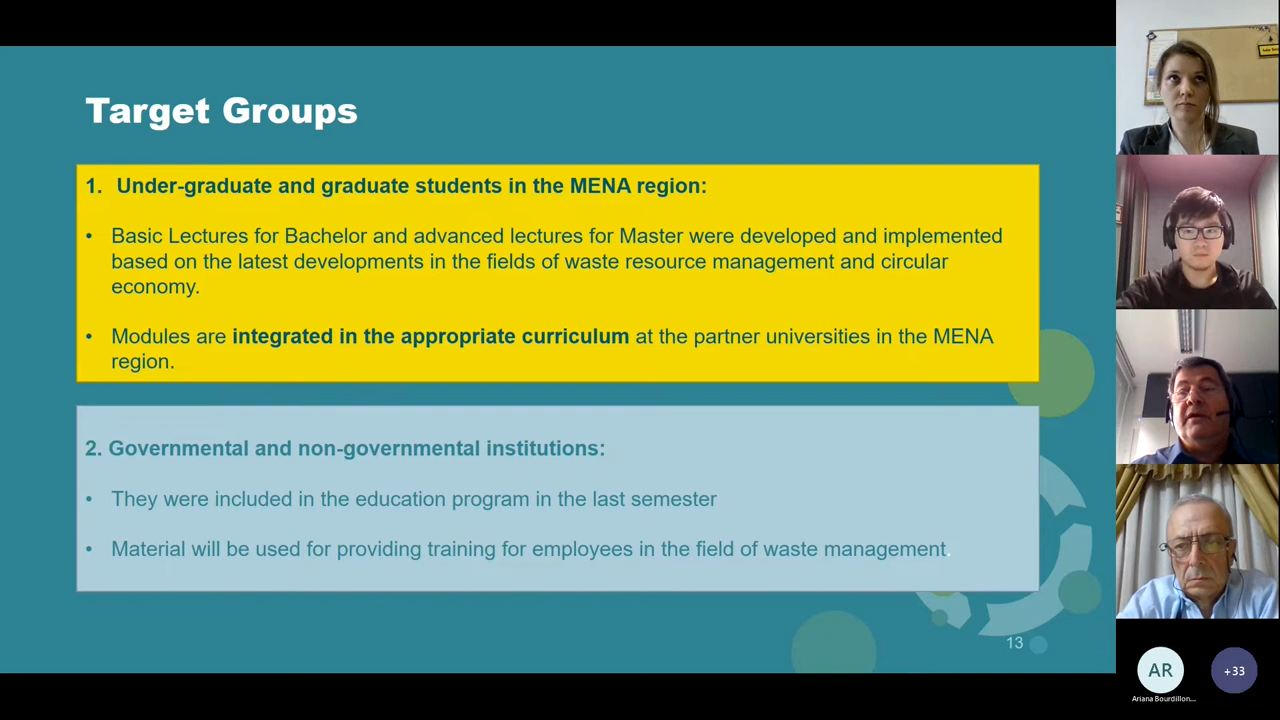 Target Groups
1. Under-graduate and graduate students in the MENA region:
• Basic Lectures for Bachelor and advanced lectures for Master were developed and implemented
based on the latest developments in the fields of waste resource management and circular
economy.
• Modules are integrated in the appropriate curriculum at the partner universities in the MENA
region.
2. Governmental and non-governmental institutions:
• They were included in the education program in the last semester
• Material will be used for providing training for employees in the field of waste management.
13
AR
+33
Ariana Bourdillon...